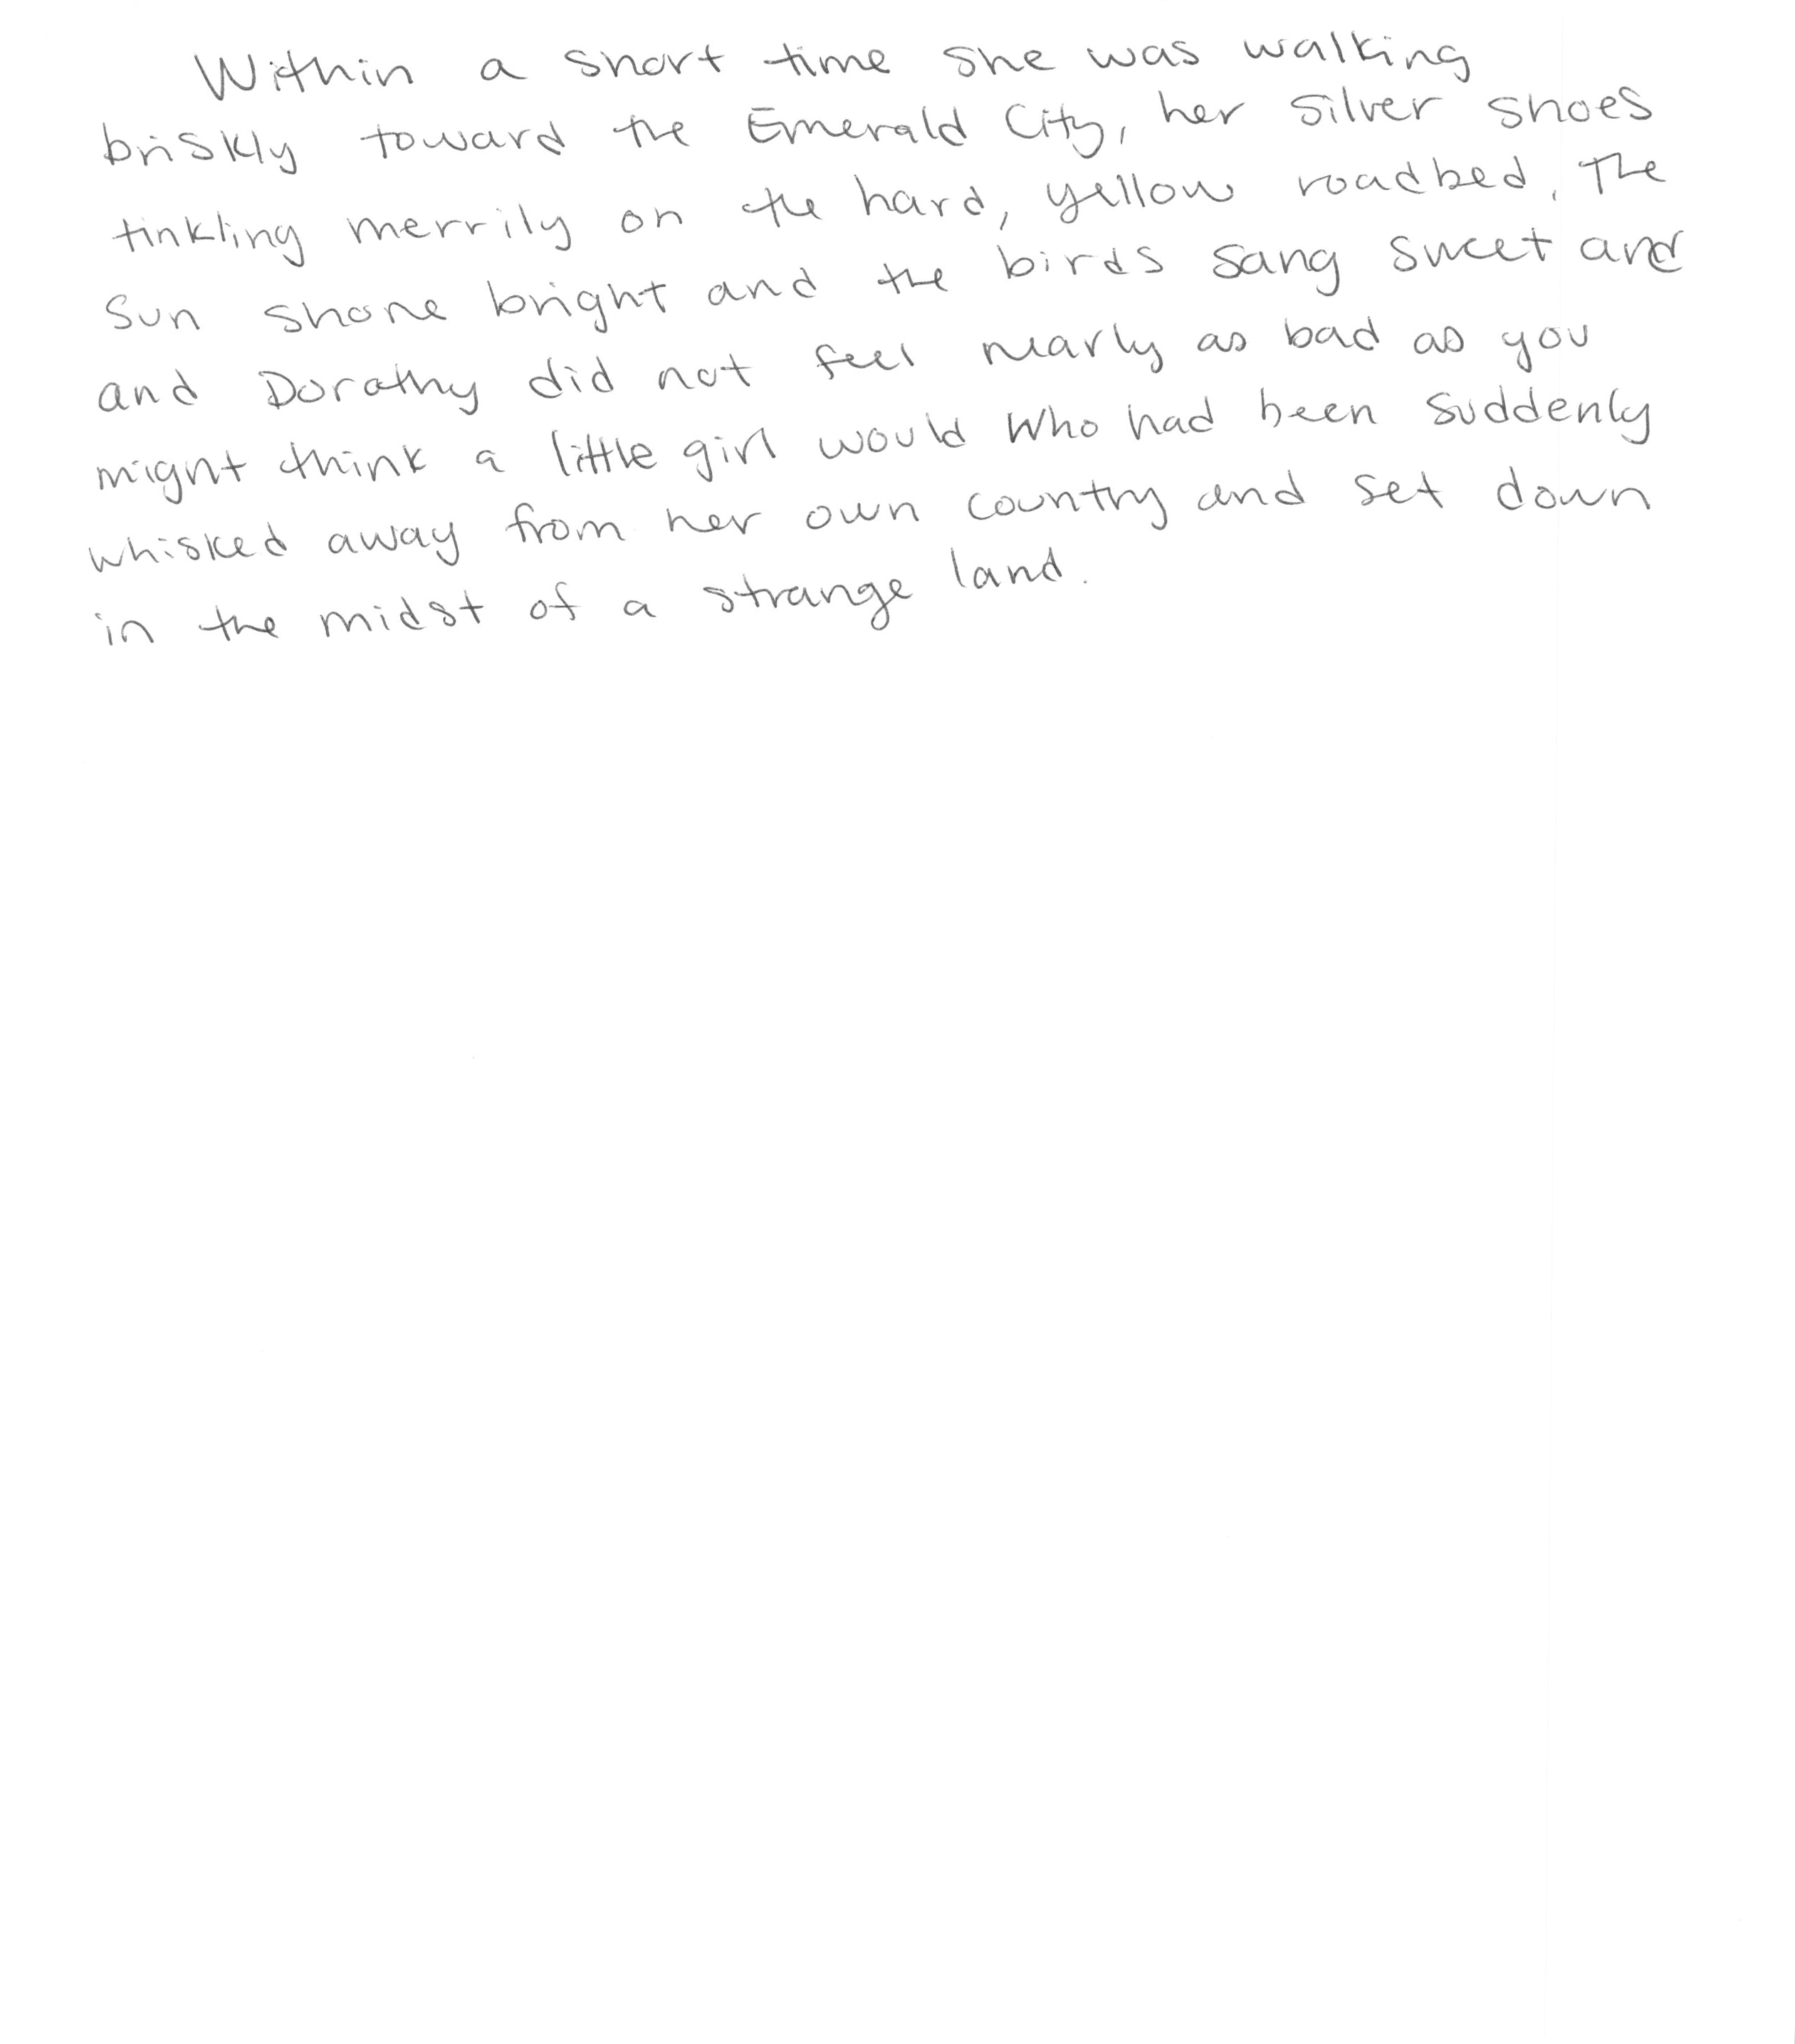 Within a short time she was walking
briskly toward the Emerald City, her silver shoes
tinkling merrily on the hard, yellow roadbed. The
sun shone bright and the birds sang sweet and
and Dorothy did not feel nearly as bad as you
might think a little girl would who had been suddenly
whisked away from her own country and set down
in the midst of a strange land.